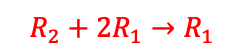 R₂ + 2R₁ → R₁